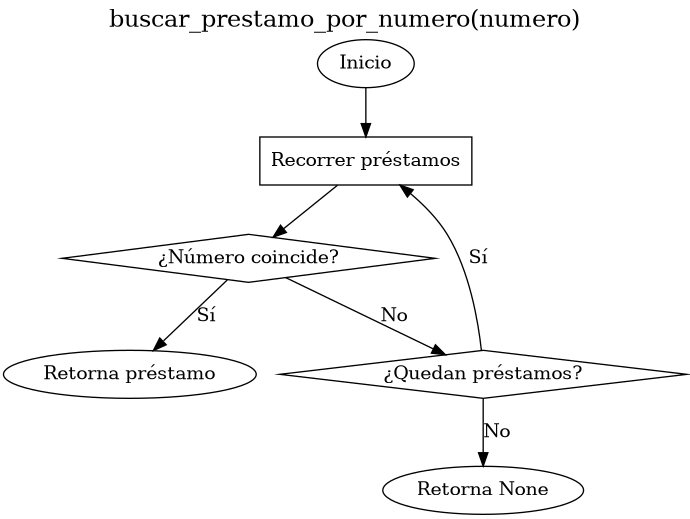 buscar_prestamo_por_numero(numero)
Inicio
Recorrer préstamos
¿Número coincide?
Sí
Sí
No
Retorna préstamo
¿Quedan préstamos?
No
Retorna None